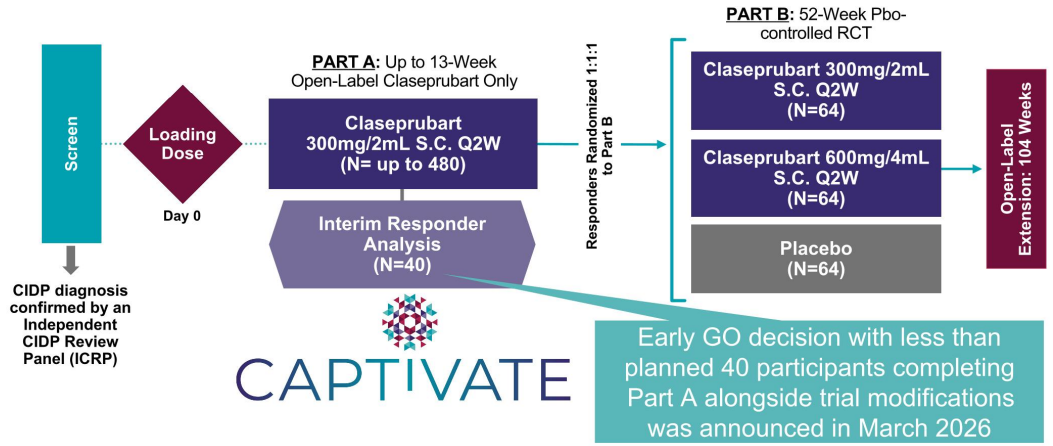 Screen
CIDP diagnosis
confirmed by an
Independent
CIDP Review
Panel (ICRP)
Loading
Dose
Day 0
PART A: Up to 13-Week
Open-Label Claseprubart Only
Claseprubart
300mg/2mL S.C. Q2W
(N= up to 480)
Interim Responder
Analysis
(N=40)
CAPTIVATE
Responders Randomized 1:1:1
to Part B
PART B: 52-Week Pbo-
controlled RCT
Claseprubart 300mg/2mL
S.C. Q2W
(N=64)
Claseprubart 600mg/4mL
S.C. Q2W
(N=64)
Placebo
(N=64)
Open-Label
Extension: 104 Weeks
Early GO decision with less than
planned 40 participants completing
Part A alongside trial modifications
was announced in March 2026